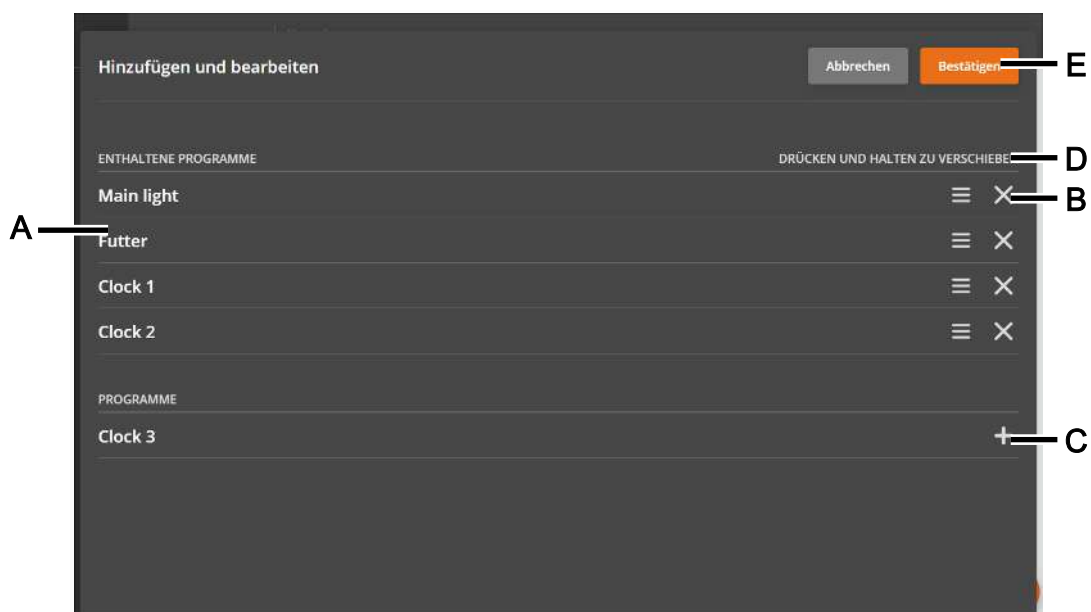 Hinzufügen und bearbeiten Abbrechen Bestätigen E
ENTHALTENE PROGRAMME DRÜCKEN UND HALTEN ZU VERSCHIEBE D
Main light B
A Futter
Clock 1
Clock 2
PROGRAMME
Clock 3 C